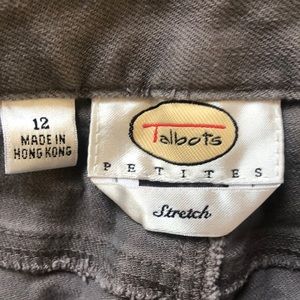 12
MADE IN
HONG KONG
Talbots
PETITES
Stretch